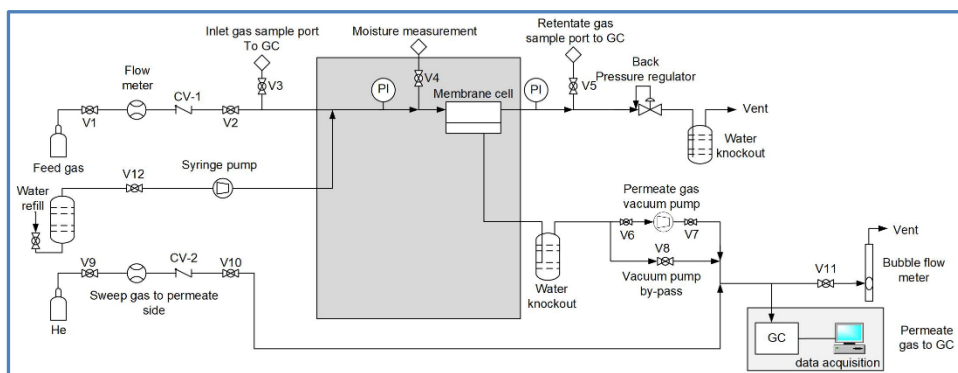 Inlet gas sample port
To GC
Moisture measurement
Retentate gas
sample port to GC
Flow
meter
CV-1
V3
V4
V5
Back
Pressure regulator
PI
Membrane cell
PI
V1
V2
Vent
Feed gas
Water
knockout
Syringe pump
V12
Water
refill
Permeate gas
vacuum pump
V6
V7
V8
Vacuum pump
by-pass
Water
knockout
V9
CV-2
V10
Sweep gas to permeate
side
He
V11
Vent
Bubble flow
meter
GC
data acquisition
Permeate
gas to GC